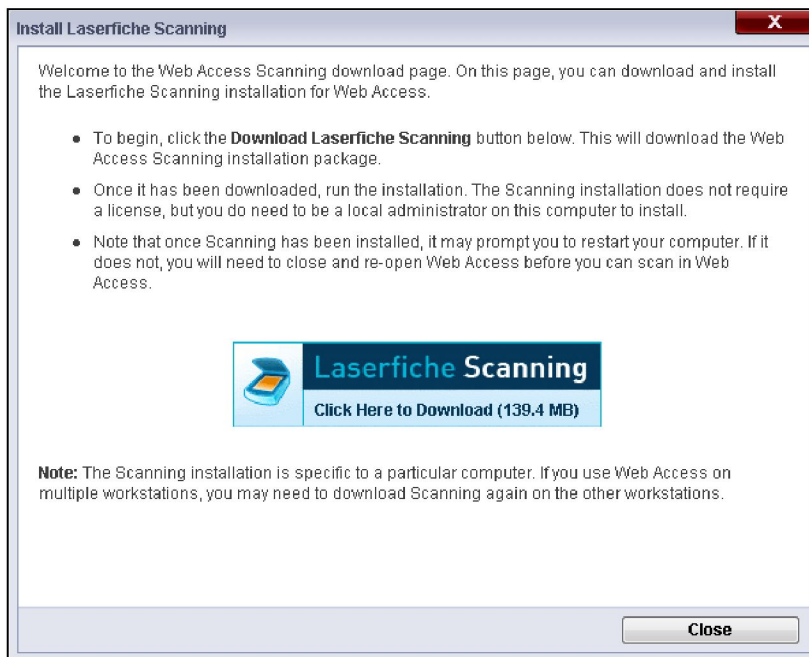 Install Laserfiche Scanning
X
Welcome to the Web Access Scanning download page. On this page, you can download and install
the Laserfiche Scanning installation for Web Access.
• To begin, click the Download Laserfiche Scanning button below. This will download the Web
Access Scanning installation package.
• Once it has been downloaded, run the installation. The Scanning installation does not require
a license, but you do need to be a local administrator on this computer to install.
• Note that once Scanning has been installed, it may prompt you to restart your computer. If it
does not, you will need to close and re-open Web Access before you can scan in Web
Access.
Laserfiche Scanning
Click Here to Download (139.4 MB)
Note: The Scanning installation is specific to a particular computer. If you use Web Access on
multiple workstations, you may need to download Scanning again on the other workstations.
Close